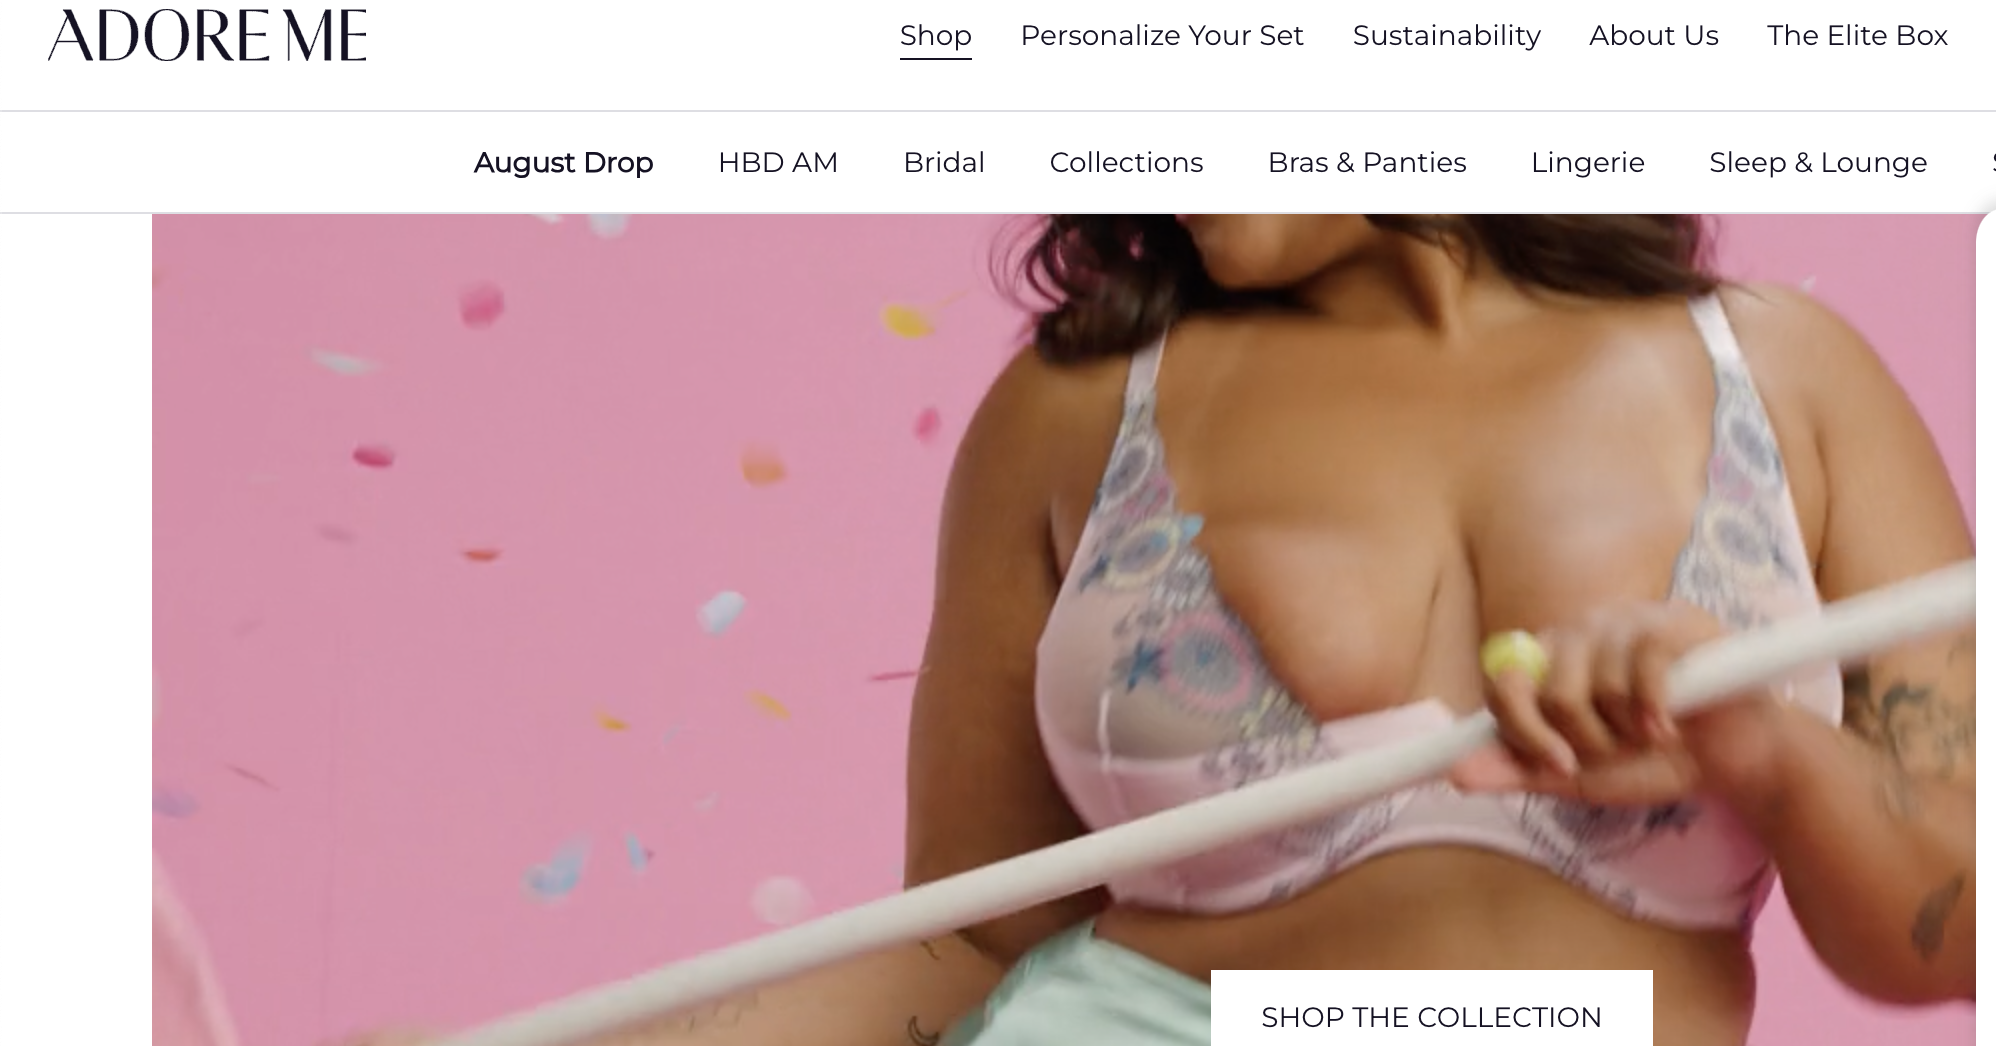 ADORE ME
Shop Personalize Your Set Sustainability About Us The Elite Box
August Drop HBD AM Bridal Collections Bras & Panties Lingerie Sleep & Lounge
SHOP THE COLLECTION